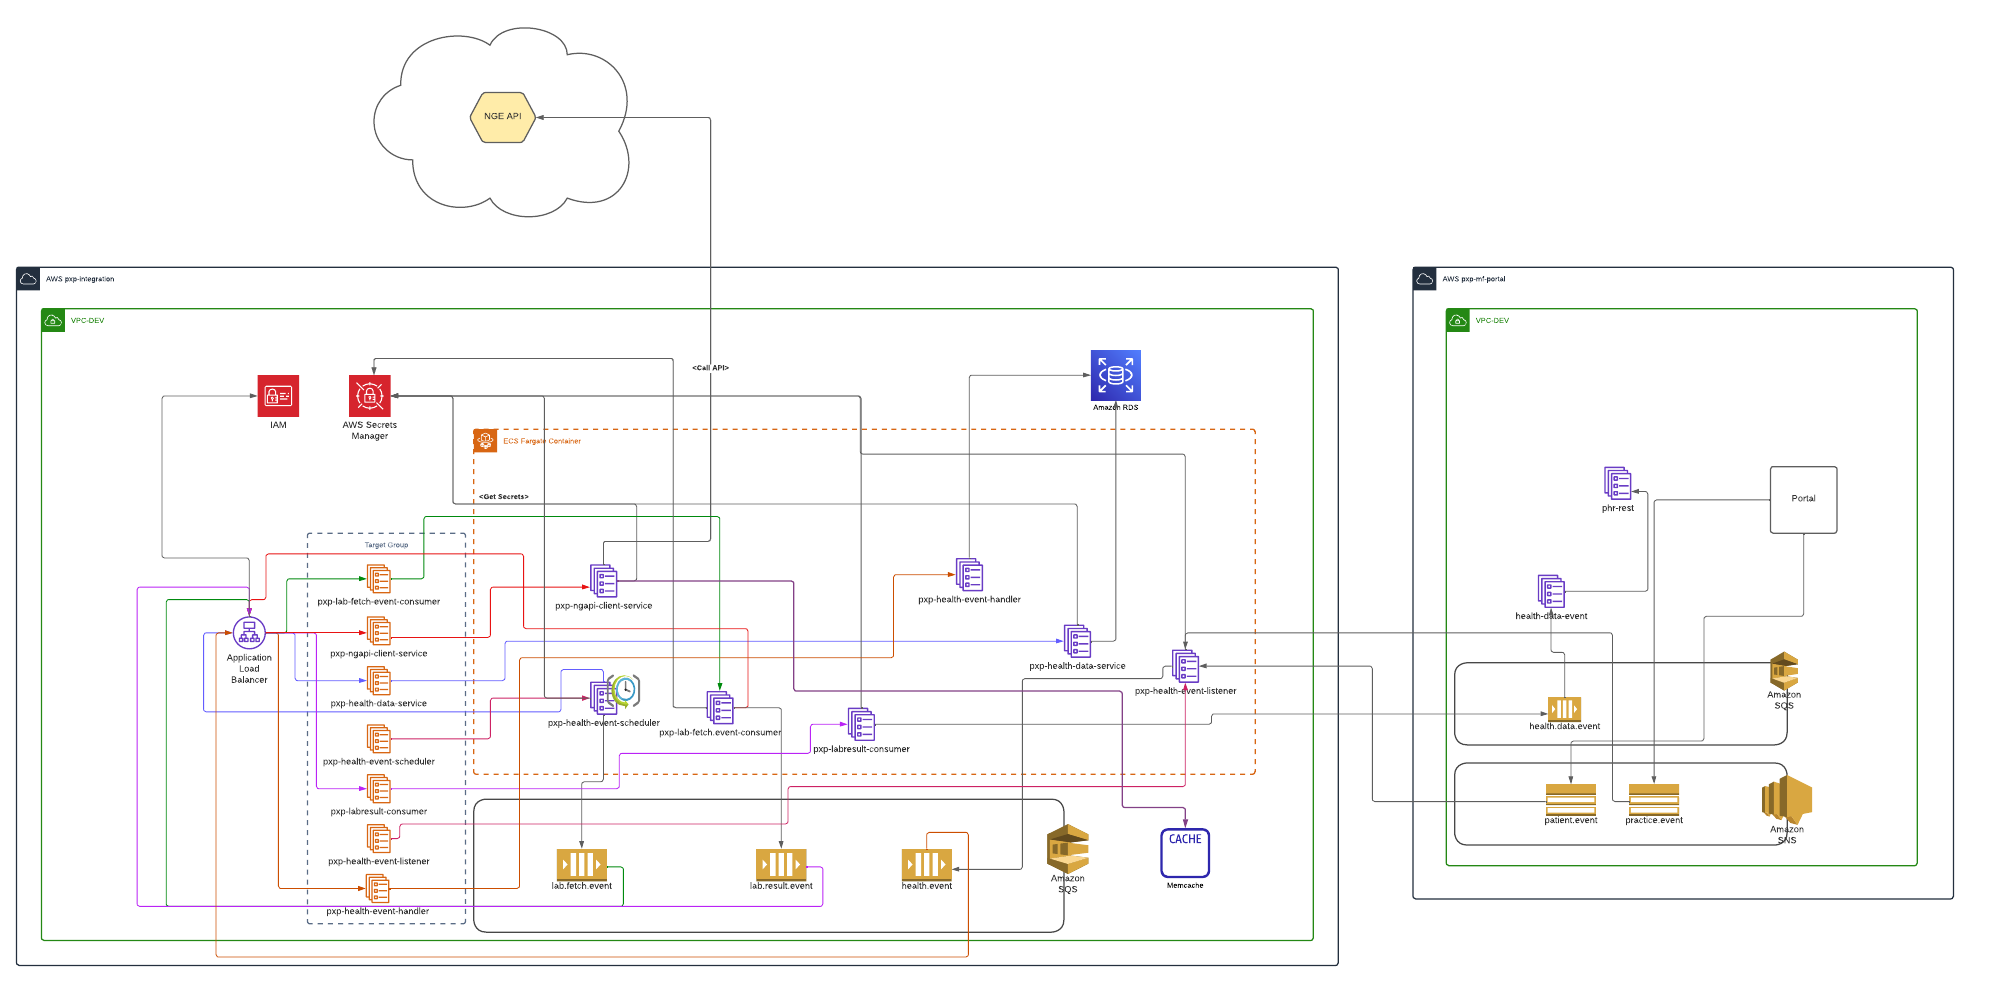 NGE API
AWS pxp-integration
AWS pxp-mf-portal
VPC-DEV
VPC-DEV
<Call API>
IAM
AWS Secrets
Manager
Amazon RDS
ECS Fargate Container
<Get Secrets>
Portal
phr-rest
Target Group
pxp-lab-fetch-event-consumer
pxp-ngapi-client-service
pxp-health-event-handler
health-data-event
pxp-ngapi-client-service
Application
Load
Balancer
pxp-health-data-service
pxp-health-event-listener
pxp-health-data-service
pxp-health-event-scheduler
pxp-lab-fetch.event-consumer
pxp-labresult-consumer
health.data.event
Amazon
SQS
pxp-health-event-scheduler
pxp-labresult-consumer
patient.event
practice.event
Amazon
SNS
pxp-health-event-listener
CACHE
Memcache
lab.fetch.event
lab.result.event
health.event
Amazon
SQS
pxp-health-event-handler